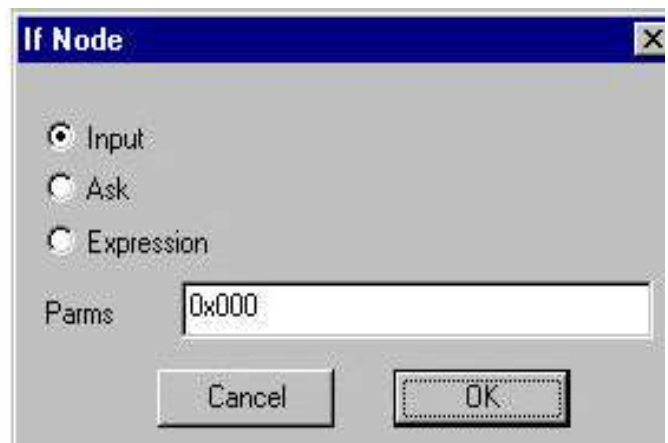 If Node
Input
Ask
Expression
Parms 0x000
Cancel OK